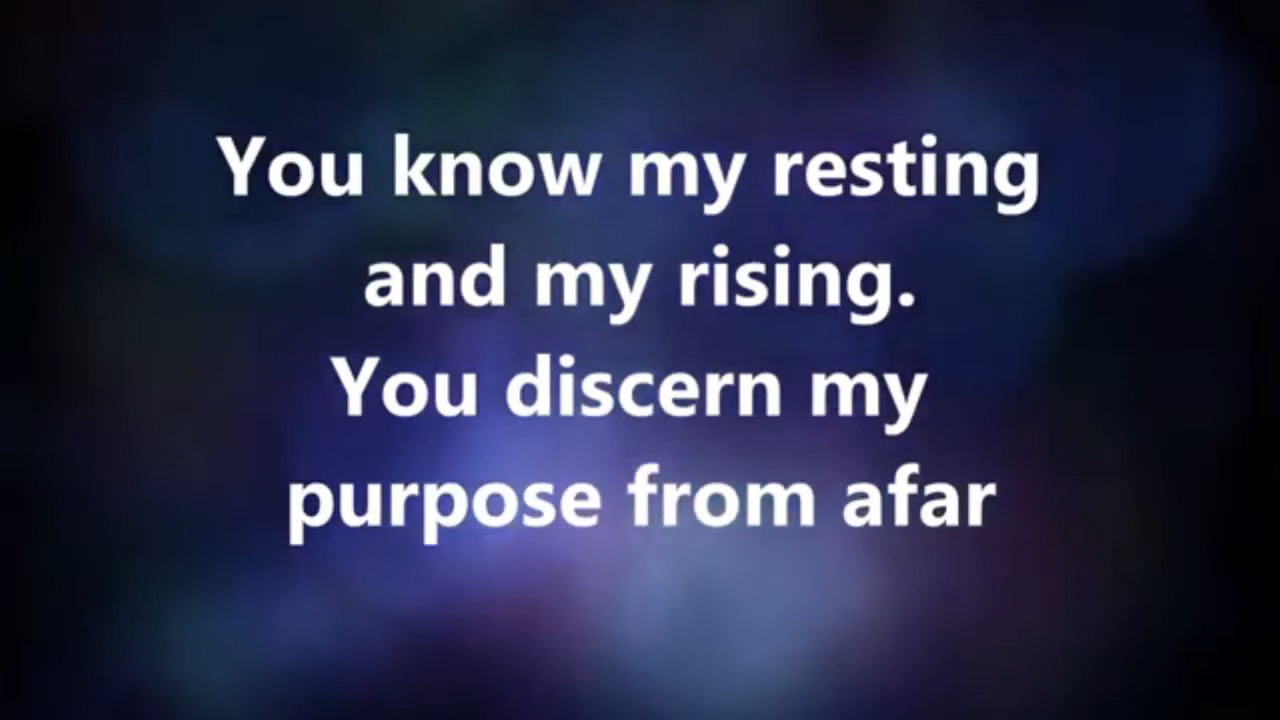 You know my resting
and my rising.
You discern my
purpose from afar